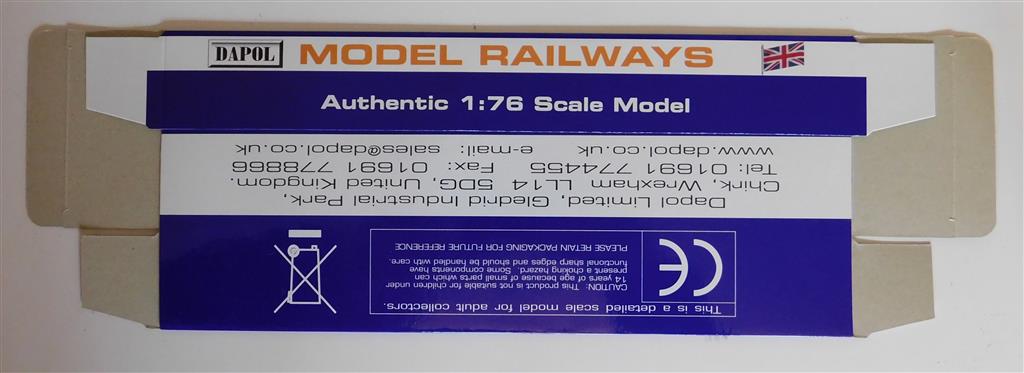 DAPOL MODEL RAILWAYS
Authentic 1:76 Scale Model
Dapol Limited, Gledrid Industrial Park,
Chirk, Wrexham LL14 5DG, United Kingdom.
Tel: 01691 774455 Fax: 01691 778866
www.dapol.co.uk e-mail: sales@dapol.co.uk
This is a detailed scale model for adult collectors.
CAUTION: This product is not suitable for children under
14 years of age because of small parts which can
present a choking hazard. Some components have
functional sharp edges and should be handled with care.
PLEASE RETAIN PACKAGING FOR FUTURE REFERENCE
CE